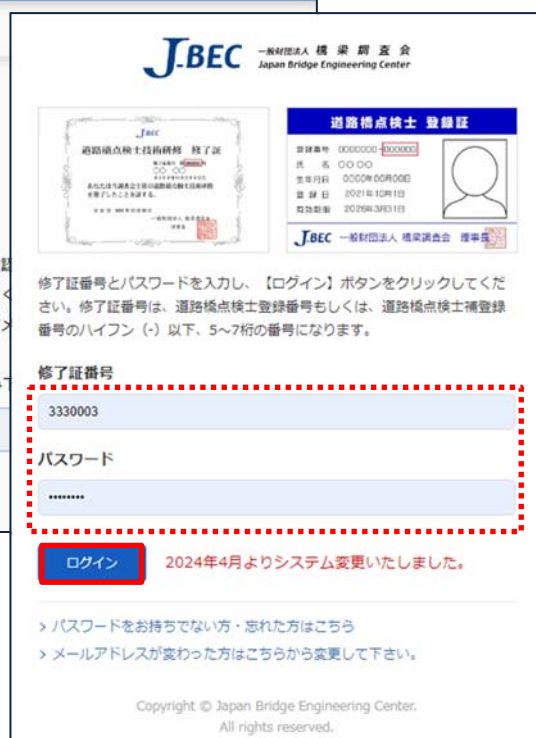 J-BEC 一般財団法人 橋梁調査会
Japan Bridge Engineering Center
J-BEC
道路橋点検士技術研修 修了証
道路橋点検士 登録証
登録番号 0000000-000000
氏 名 〇〇 〇〇
生年月日 0000年00月00日
登録日 2021年10月1日
有効期限 2026年3月31日
J-BEC 一般財団法人 橋梁調査会 理事長
修了証番号とパスワードを入力し、【ログイン】ボタンをクリックしてくだ
さい。修了証番号は、道路橋点検士登録番号もしくは、道路橋点検士補登録
番号のハイフン（-）以下、5～7桁の番号になります。
修了証番号
3330003
パスワード
••••••••
ログイン 2024年4月よりシステム変更いたしました。
> パスワードをお持ちでない方・忘れた方はこちら
> メールアドレスが変わった方はこちらから変更して下さい。
Copyright © Japan Bridge Engineering Center.
All rights reserved.